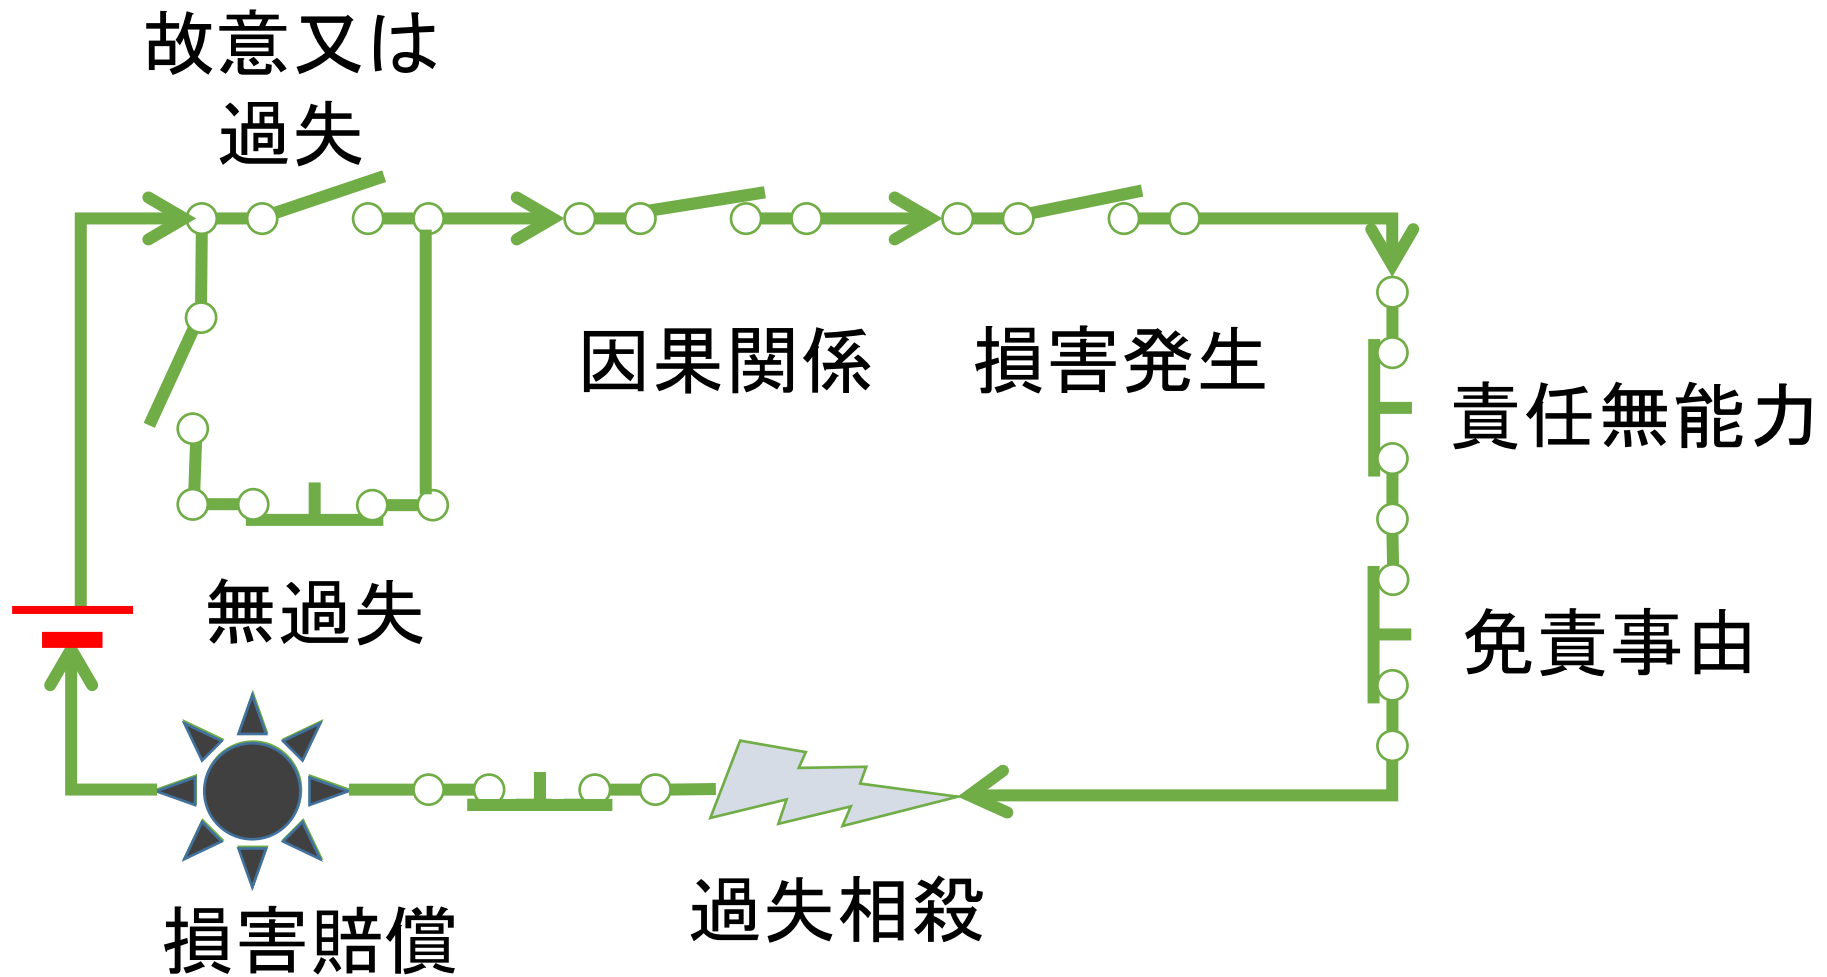 故意又は
過失
因果関係
損害発生
責任無能力
無過失
免責事由
過失相殺
損害賠償